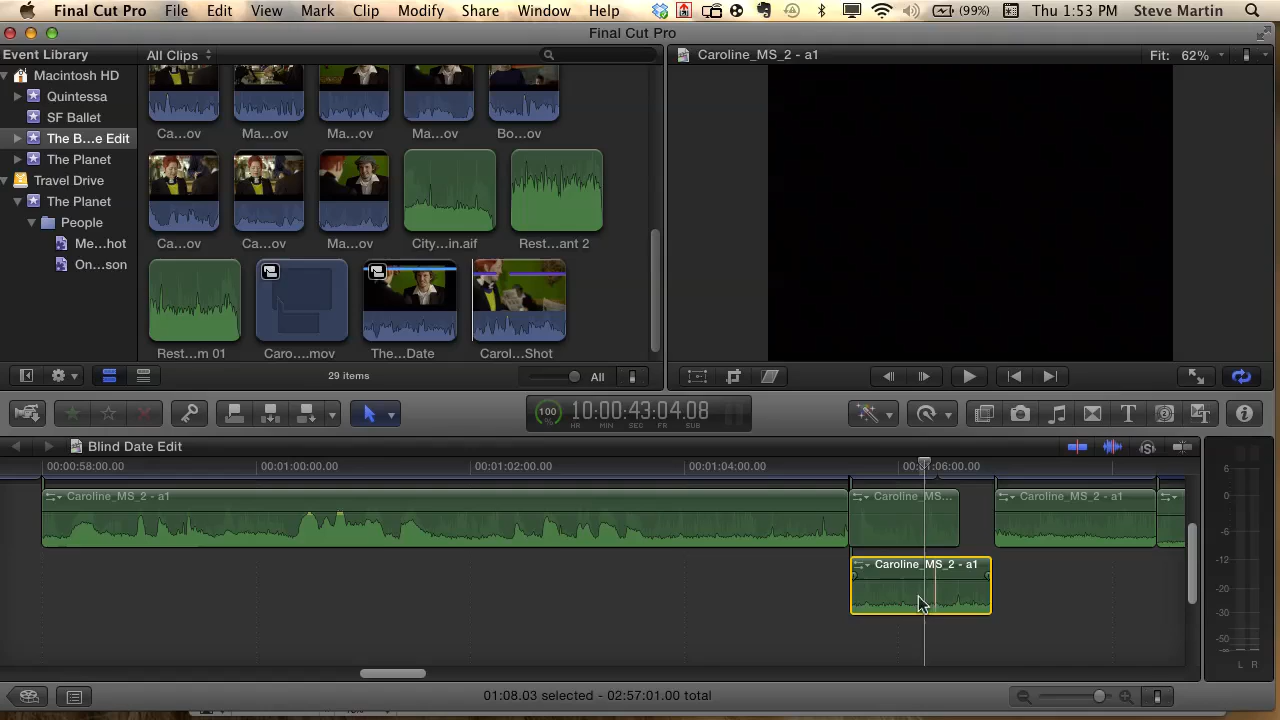 Final Cut Pro File Edit View Mark Clip Modify Share Window Help (99%) Thu 1:53 PM Steve Martin
Final Cut Pro
Event Library All Clips
Caroline_MS_2 - a1 Fit: 62%
Macintosh HD
Quintessa
SF Ballet
The B...e Edit
The Planet
Travel Drive
The Planet
People
Me...hot
On...son
Ca...ov Ma...ov Ma...ov Ma...ov Bo...ov
Ca...ov Ca...ov Ma...ov City...in.aif Rest...ant 2
Rest...m 01 Caro....mov The...Date Carol...Shot
29 items All
100 % 10:00:43:04.08
HR MIN SEC FR SUB
Blind Date Edit
00:00:58:00.00 00:01:00:00.00 00:01:02:00.00 00:01:04:00.00 00:01:06:00.00
Caroline_MS_2 - a1 Caroline_MS... Caroline_MS_2 - a1
Caroline_MS_2 - a1
6
0
-6
-12
-20
-30
-50
-∞
L R
01:08.03 selected - 02:57:01.00 total